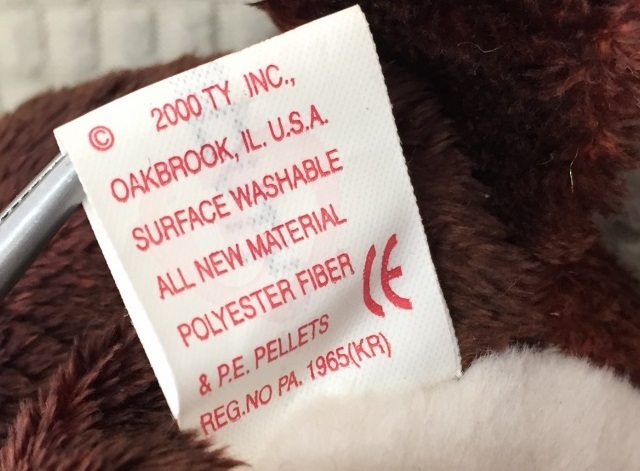 © 2000 TY INC.,
OAKBROOK, IL. U.S.A.
SURFACE WASHABLE
ALL NEW MATERIAL
POLYESTER FIBER CE
& P.E. PELLETS
REG.NO PA. 1965(KR)